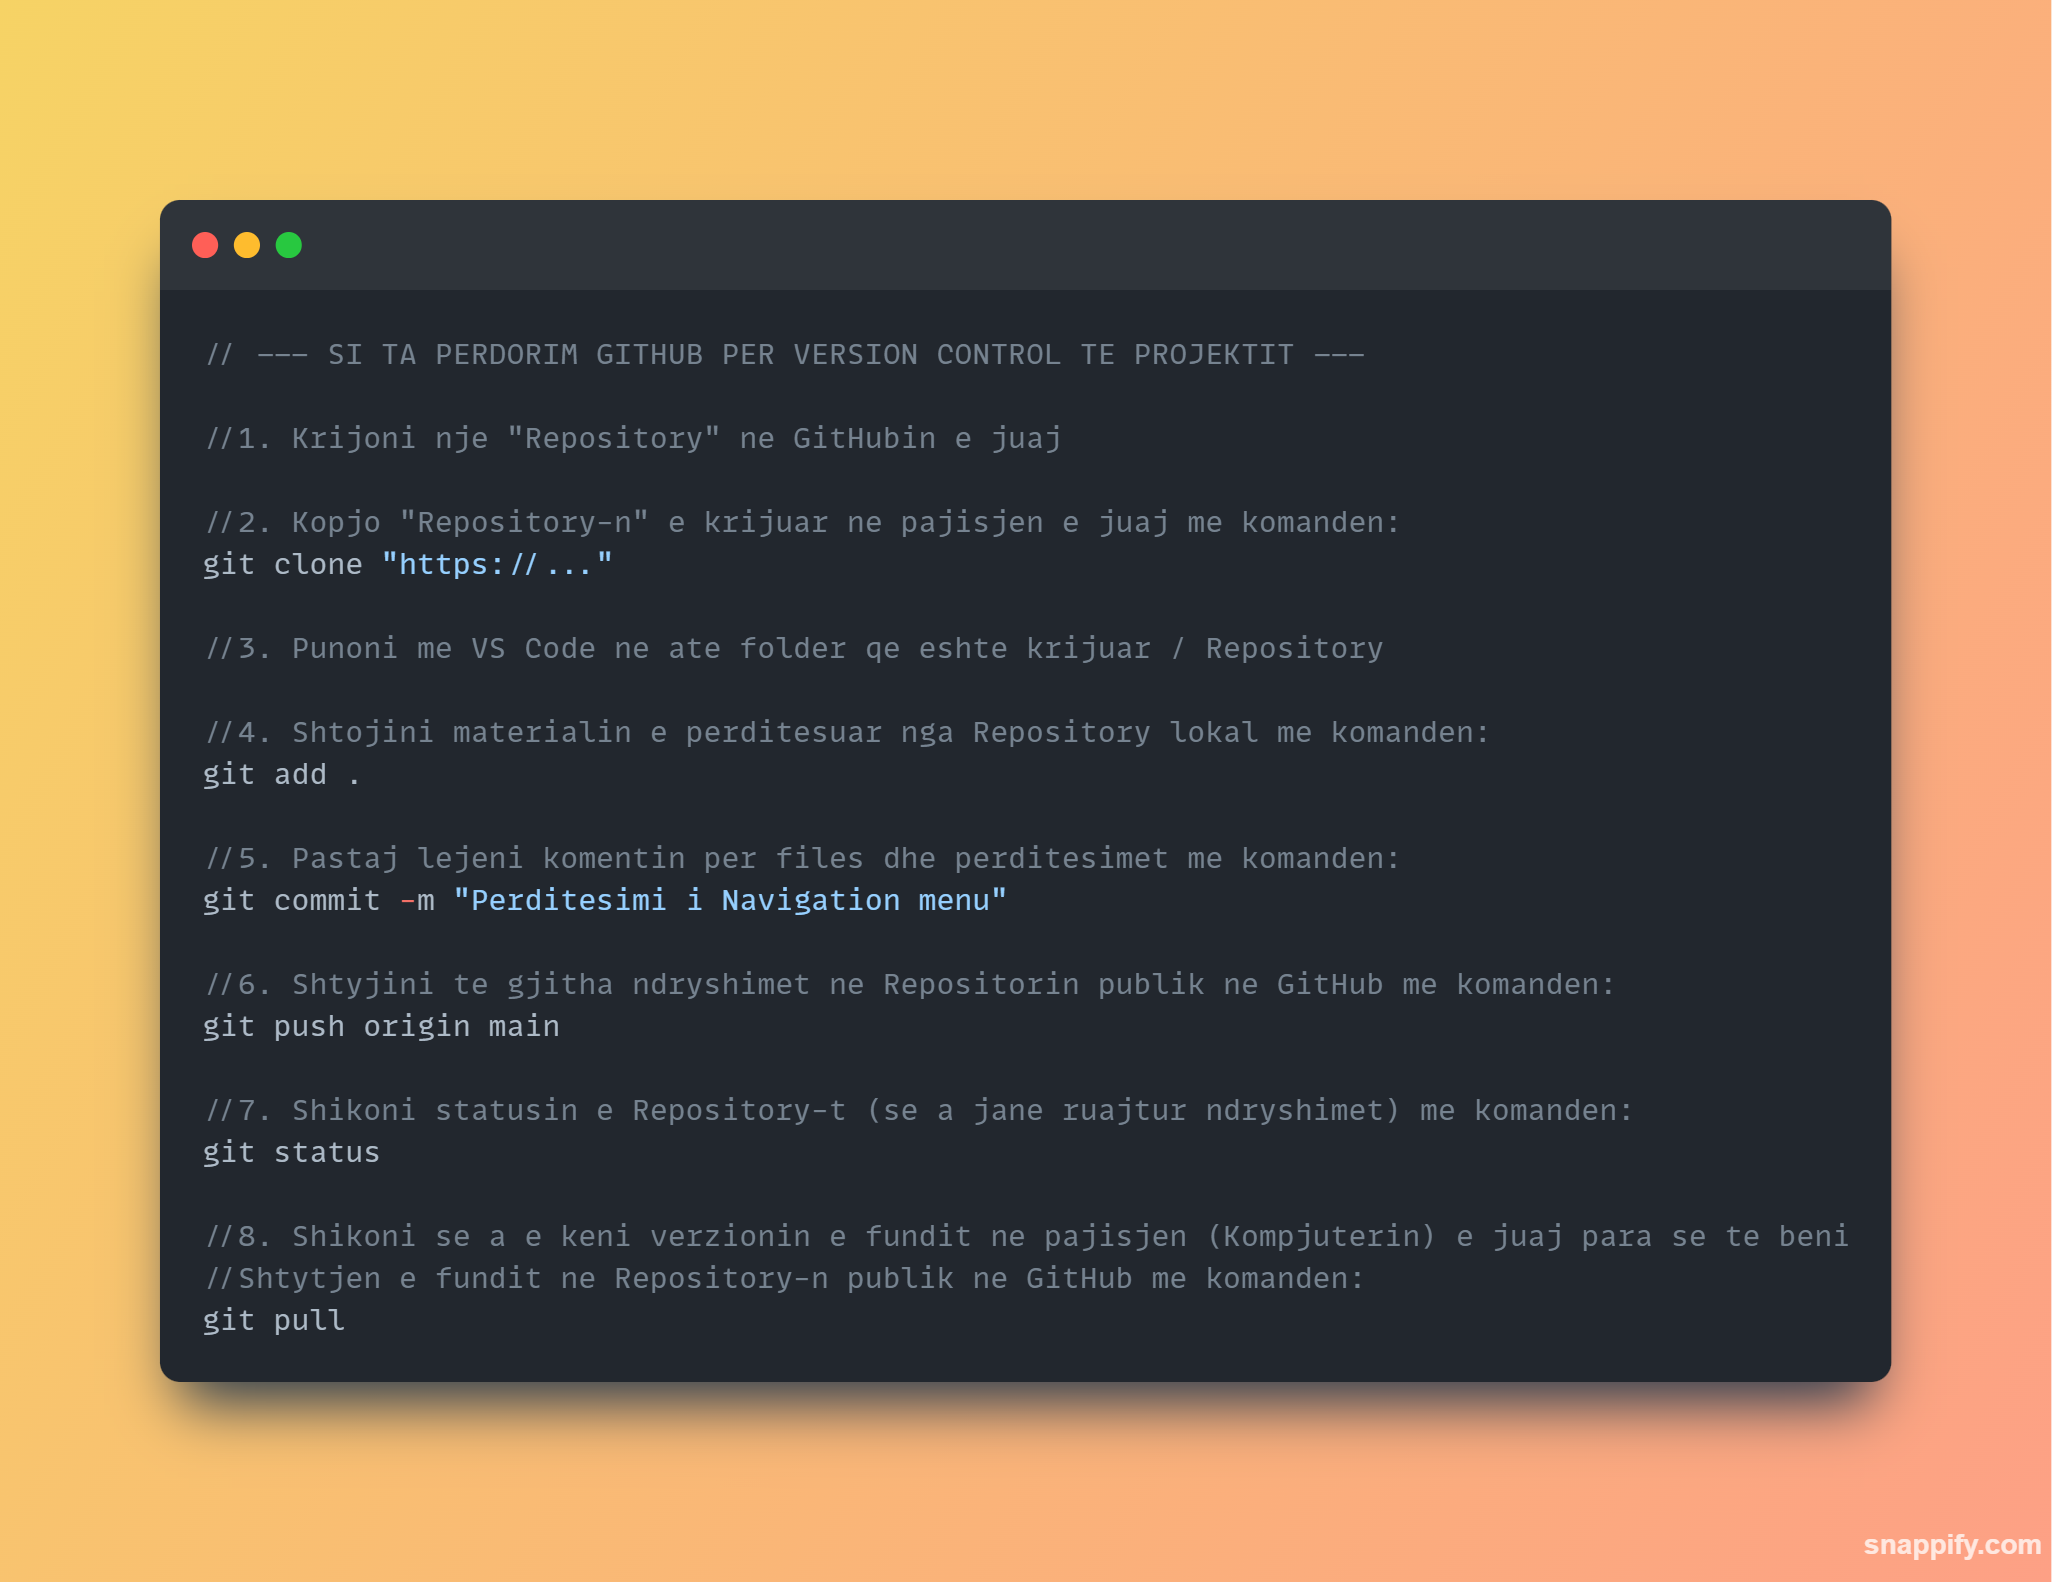 // --- SI TA PERDORIM GITHUB PER VERSION CONTROL TE PROJEKTIT ---
//1. Krijoni nje "Repository" ne GitHubin e juaj
//2. Kopjo "Repository-n" e krijuar ne pajisjen e juaj me komanden:
git clone "https://..."
//3. Punoni me VS Code ne ate folder qe eshte krijuar / Repository
//4. Shtojini materialin e perditesuar nga Repository lokal me komanden:
git add .
//5. Pastaj lejeni komentin per files dhe perditesimet me komanden:
git commit -m "Perditesimi i Navigation menu"
//6. Shtyjini te gjitha ndryshimet ne Repositorin publik ne GitHub me komanden:
git push origin main
//7. Shikoni statusin e Repository-t (se a jane ruajtur ndryshimet) me komanden:
git status
//8. Shikoni se a e keni verzionin e fundit ne pajisjen (Kompjuterin) e juaj para se te beni
//Shtytjen e fundit ne Repository-n publik ne GitHub me komanden:
git pull
snappify.com